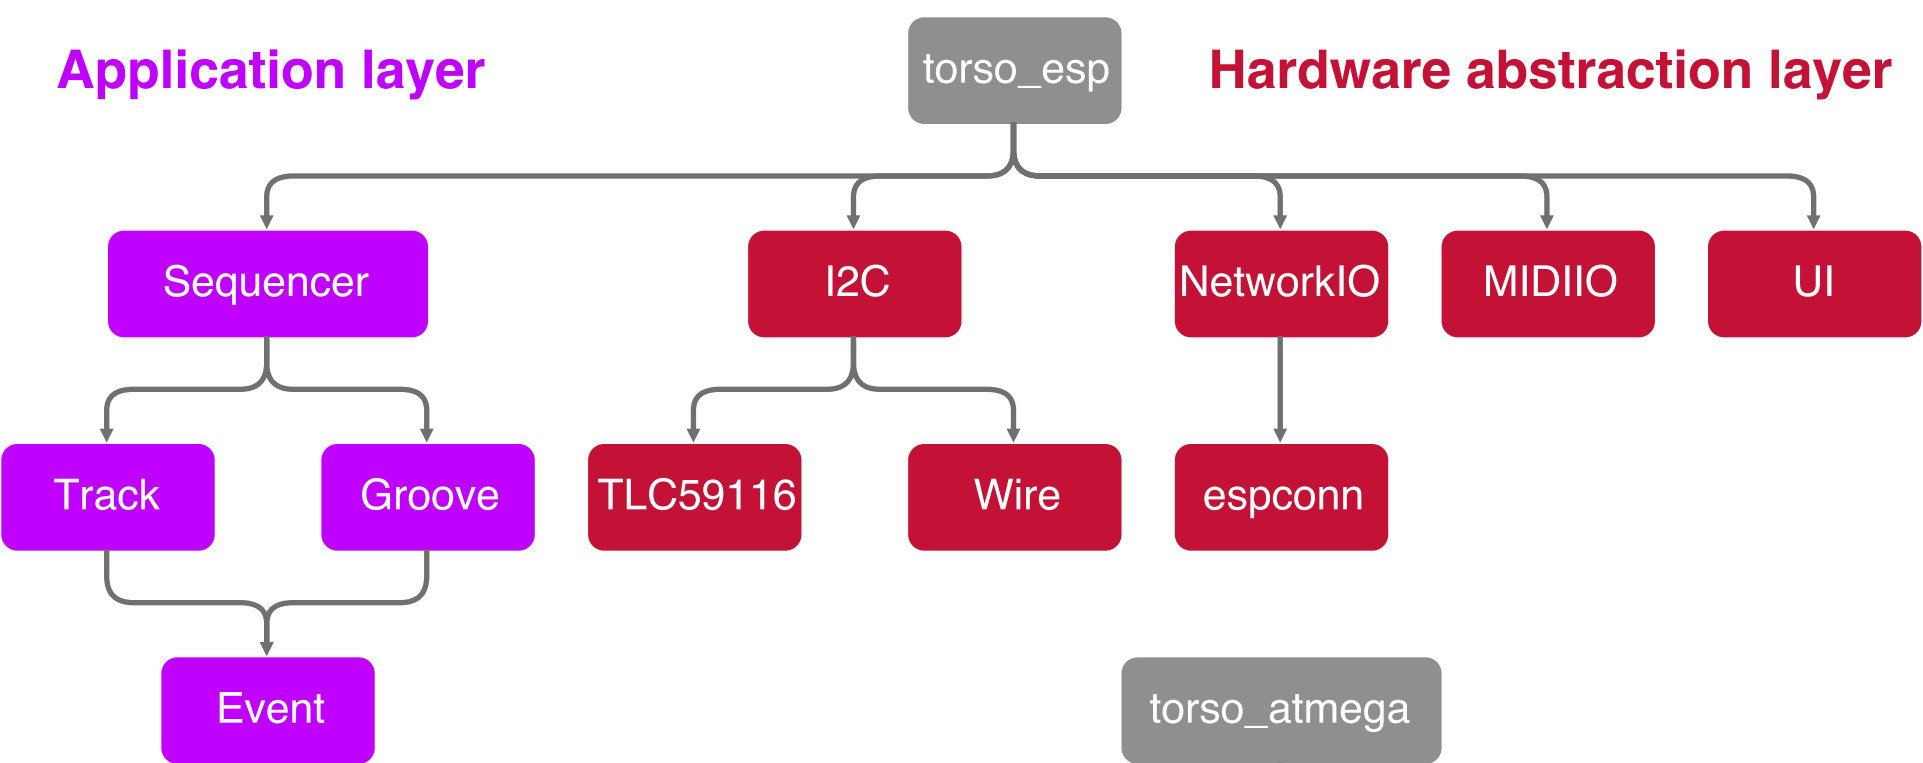 torso_esp
Application layer
Hardware abstraction layer
Sequencer
I2C
NetworkIO
MIDIIO
UI
Track
Groove
TLC59116
Wire
espconn
Event
torso_atmega